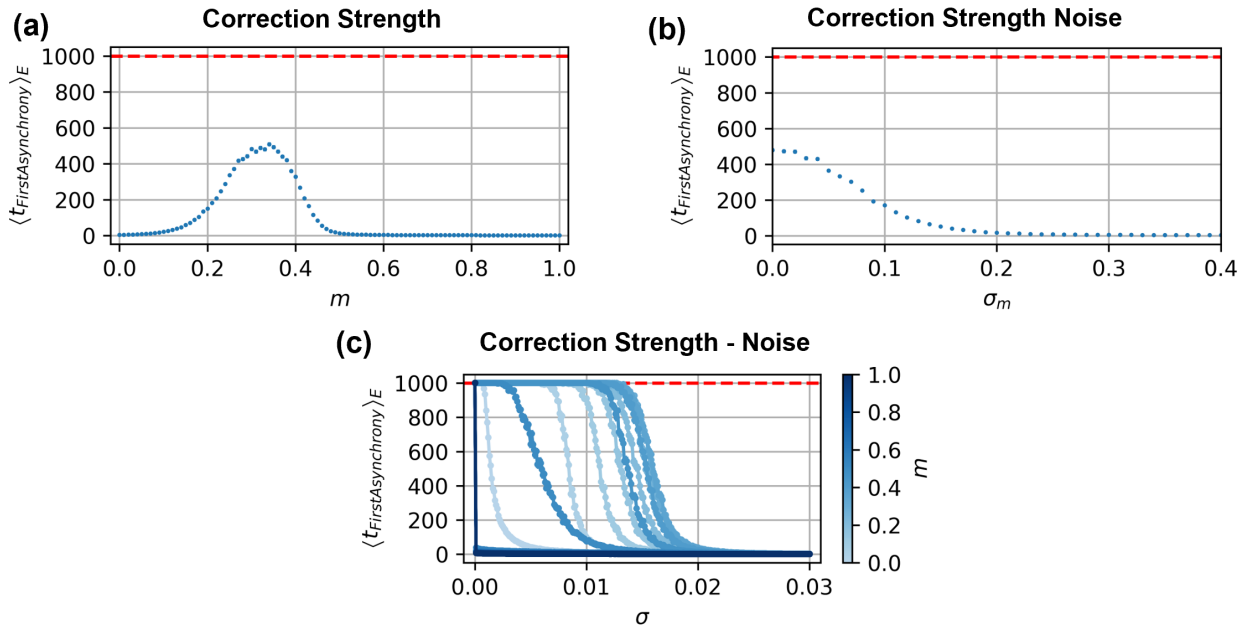 (a)
Correction Strength
1000
800
600
400
200
0
⟨t_FirstAsynchrony⟩_E
0.0 0.2 0.4 0.6 0.8 1.0
m
(b)
Correction Strength Noise
1000
800
600
400
200
0
⟨t_FirstAsynchrony⟩_E
0.0 0.1 0.2 0.3 0.4
σ_m
(c)
Correction Strength - Noise
1000
800
600
400
200
0
⟨t_FirstAsynchrony⟩_E
0.00 0.01 0.02 0.03
σ
1.0
0.8
0.6
0.4
0.2
0.0
m